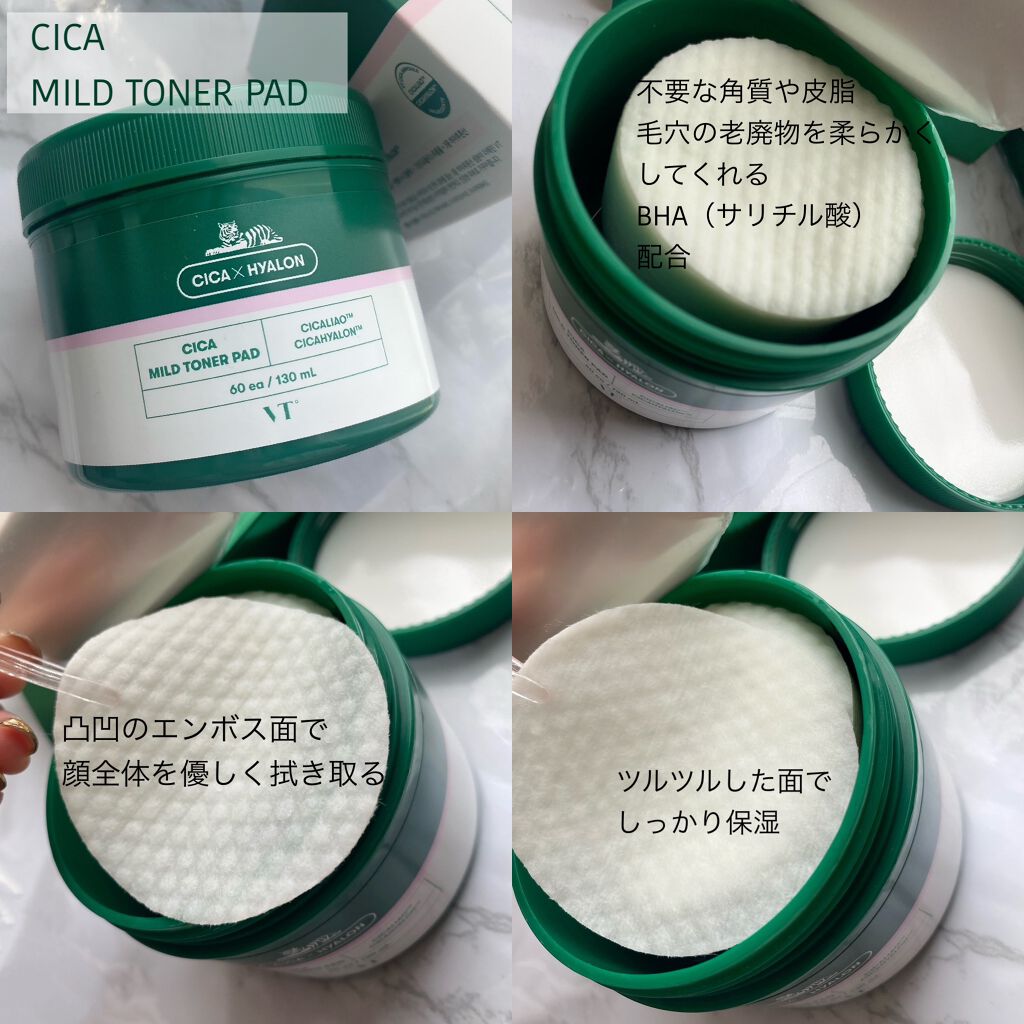 CICA
MILD TONER PAD
CICA×HYALON
CICA
MILD TONER PAD
CICALIAO™
CICAHYALON™
60 ea / 130 mL
VT
不要な角質や皮脂
毛穴の老廃物を柔らかく
してくれる
BHA（サリチル酸）
配合
凸凹のエンボス面で
顔全体を優しく拭き取る
HYALON
ツルツルした面で
しっかり保湿
HYALON